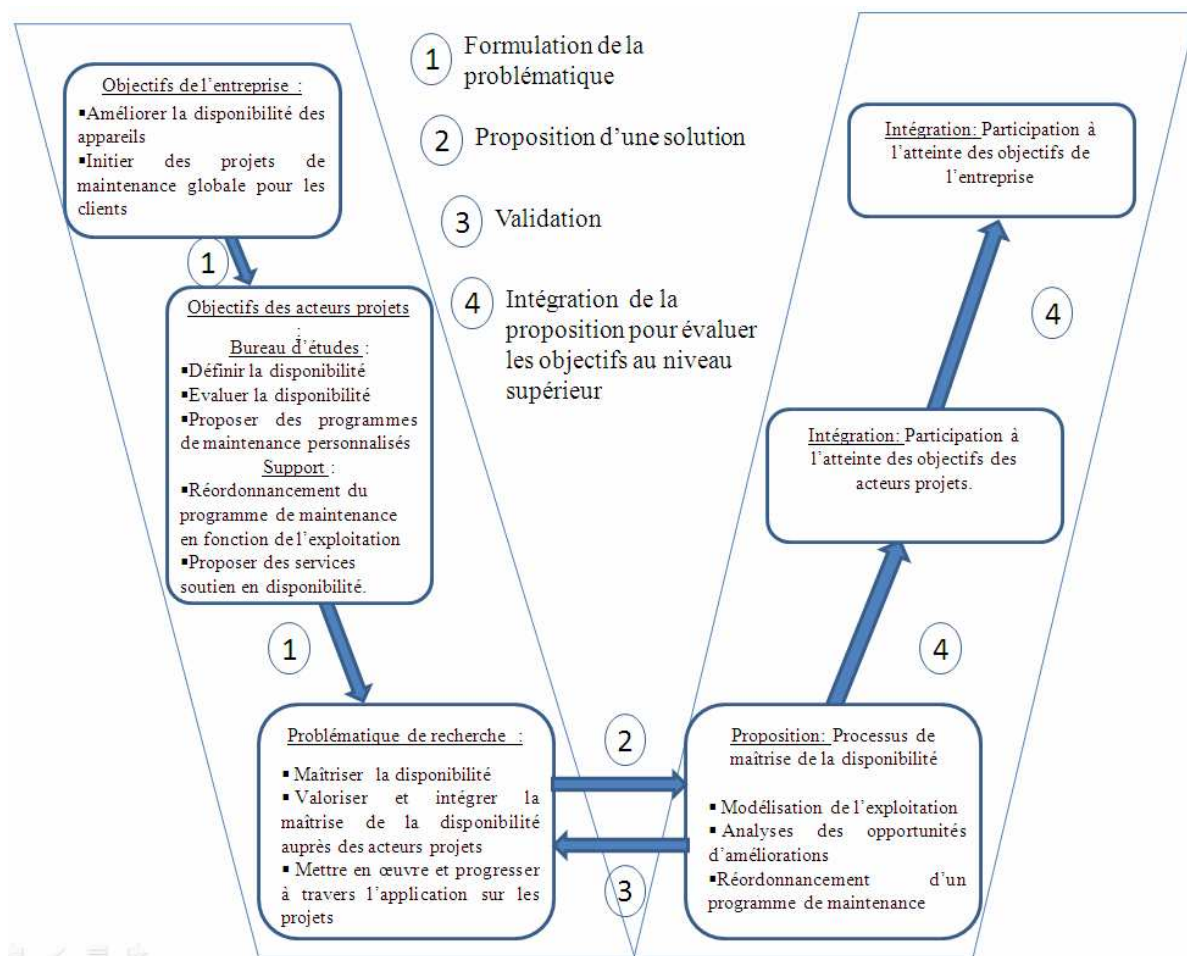 Objectifs de l’entreprise :
▪Améliorer la disponibilité des
appareils
▪Initier des projets de
maintenance globale pour les
clients
1
Objectifs des acteurs projets
:
Bureau d’études :
▪Définir la disponibilité
▪Evaluer la disponibilité
▪Proposer des programmes
de maintenance personnalisés
Support :
▪Réordonnancement du
programme de maintenance
en fonction de l’exploitation
▪Proposer des services
soutien en disponibilité.
1
Problématique de recherche :
▪ Maîtriser la disponibilité
▪ Valoriser et intégrer la
maîtrise de la disponibilité
auprès des acteurs projets
▪ Mettre en œuvre et progresser
à travers l’application sur les
projets
1 Formulation de la
problématique
2 Proposition d’une solution
3 Validation
4 Intégration de la
proposition pour évaluer
les objectifs au niveau
supérieur
2
3
Proposition: Processus de
maîtrise de la disponibilité
▪ Modélisation de l’exploitation
▪ Analyses des opportunités
d’améliorations
▪Réordonnancement d’un
programme de maintenance
4
Intégration: Participation à
l’atteinte des objectifs des
acteurs projets.
4
Intégration: Participation à
l’atteinte des objectifs de
l’entreprise